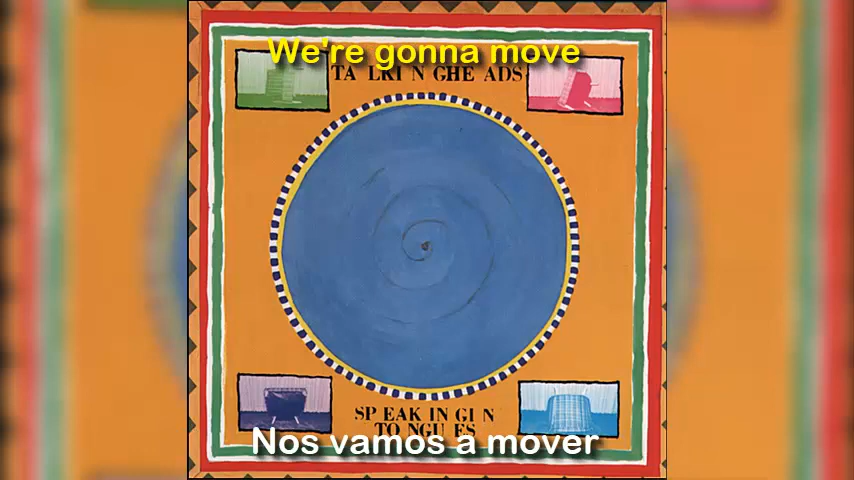 We're gonna move
TA LKI N GHE ADS
SP EAK IN GI N
TO NGU ES
Nos vamos a mover